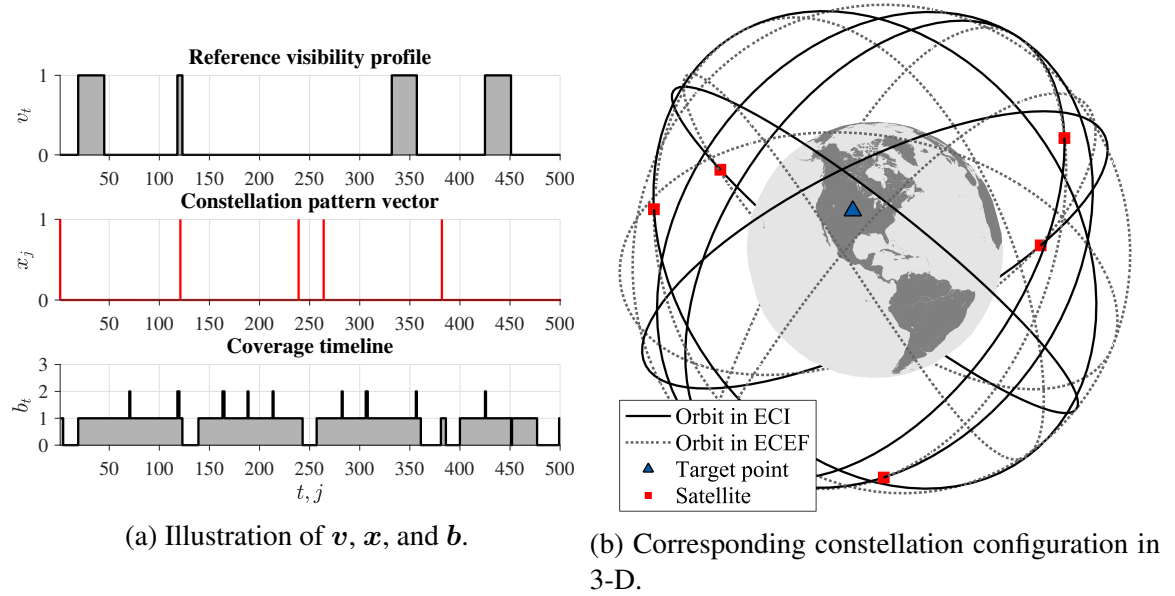 Reference visibility profile
1
v_t
0
50 100 150 200 250 300 350 400 450 500
Constellation pattern vector
1
x_j
0
50 100 150 200 250 300 350 400 450 500
Coverage timeline
3
2
b_t
1
0
50 100 150 200 250 300 350 400 450 500
t, j
(a) Illustration of v, x, and b.
Orbit in ECI
Orbit in ECEF
Target point
Satellite
(b) Corresponding constellation configuration in
3-D.